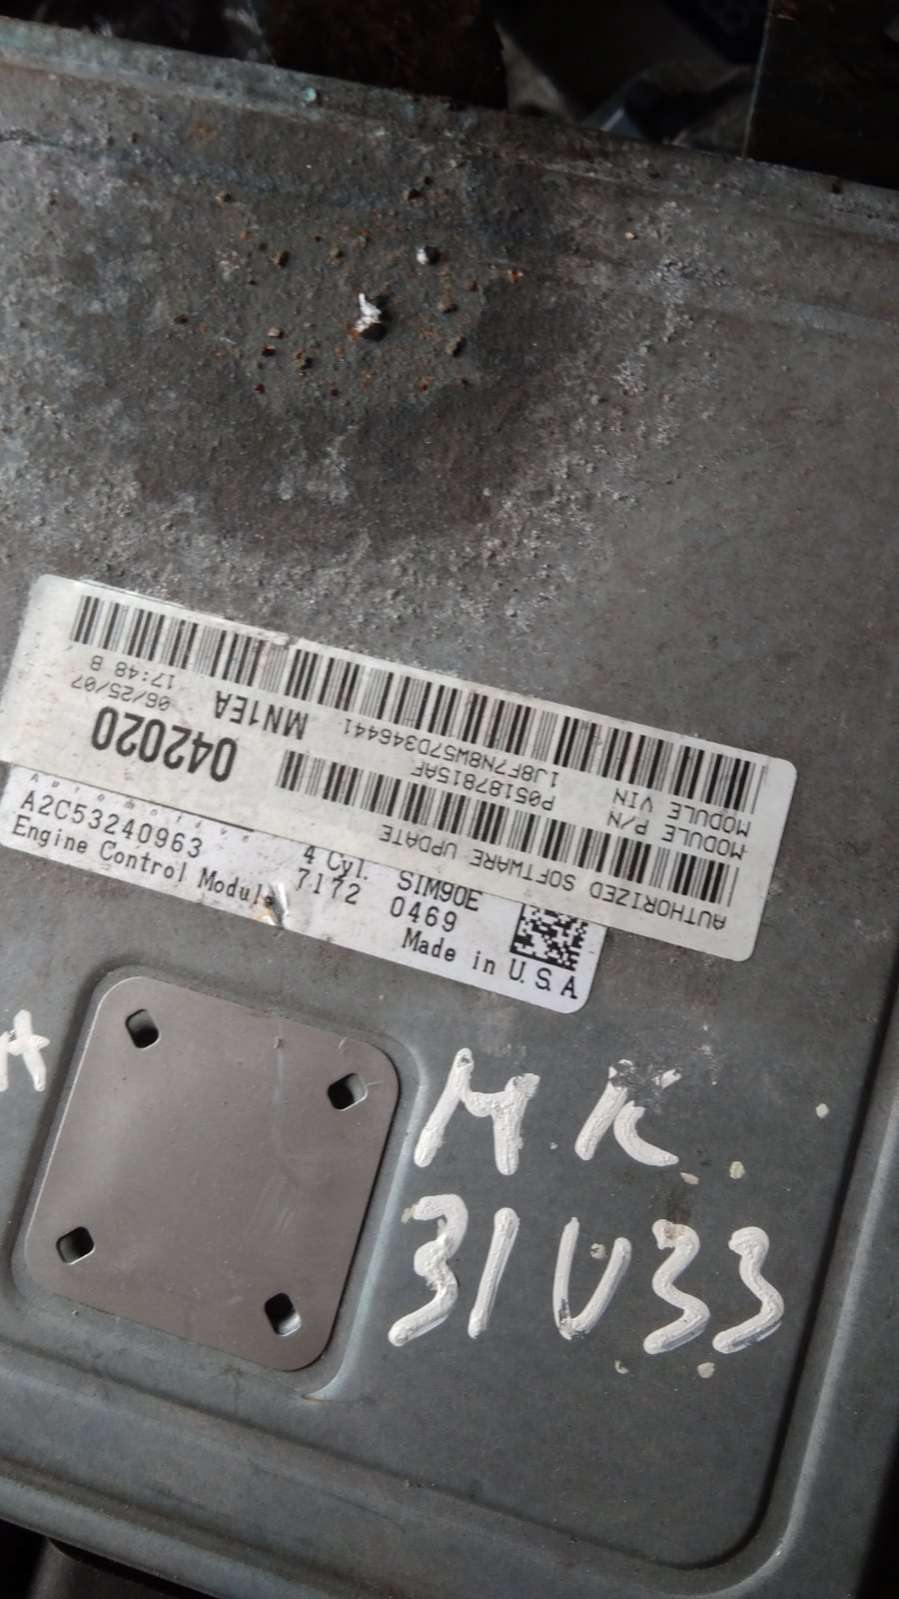 AUTHORIZED SOFTWARE UPDATE
MODULE P/N P05187815AF
MODULE VIN 1J8F7N8W57D346441
042020
MN1EA
06/25/07
17:48 B
A2C53240963 4 Cyl. SIM90E
Engine Control Module 7172 0469
Made in U.S.A
A MK
31U33